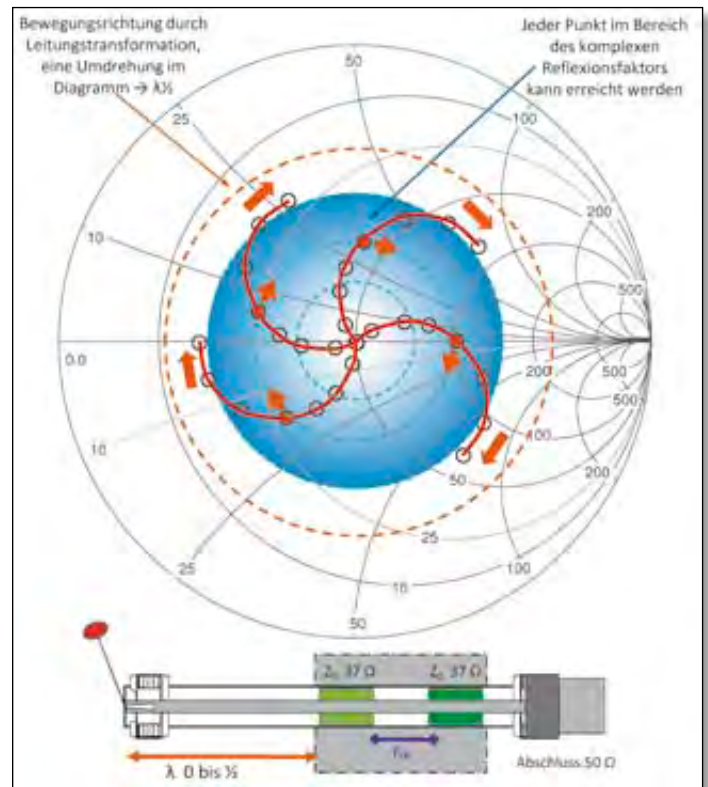 Bewegungsrichtung durch
Leitungstransformation,
eine Umdrehung im
Diagramm → λ½
Jeder Punkt im Bereich
des komplexen
Reflexionsfaktors
kann erreicht werden
50
25
100
10
200
500
0.0
200
500
500
10
100
200
50
25
25
100
10
50
Z₀ 37 Ω
Z₀ 37 Ω
λ 0 bis ½
Abschluss 50 Ω